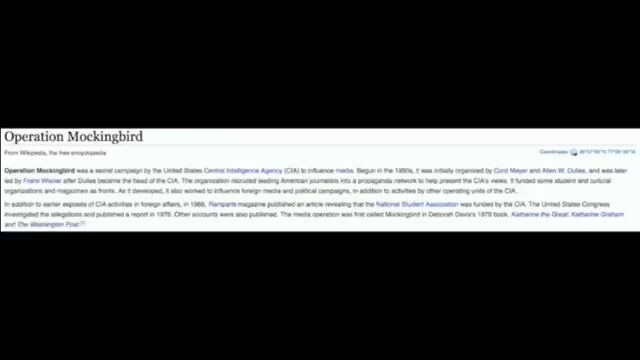 Operation Mockingbird
From Wikipedia, the free encyclopedia
Coordinates:
Operation Mockingbird was a secret campaign by the United States Central Intelligence Agency (CIA) to influence media. Begun in the 1950s, it was initially organized by Cord Meyer and Allen W. Dulles, and was later
led by Frank Wisner after Dulles became the head of the CIA. The organization recruited leading American journalists into a propaganda network to help present the CIA's views. It funded some student and cultural
organizations and magazines as fronts. As it developed, it also worked to influence foreign media and political campaigns, in addition to activities by other operating units of the CIA.
In addition to earlier exposés of CIA activities in foreign affairs, in 1966, Ramparts magazine published an article revealing that the National Student Association was funded by the CIA. The United States Congress
investigated the allegations and published a report in 1976. Other accounts were also published. The media operation was first called Mockingbird in Deborah Davis's 1979 book, Katharine the Great: Katharine Graham
and The Washington Post.